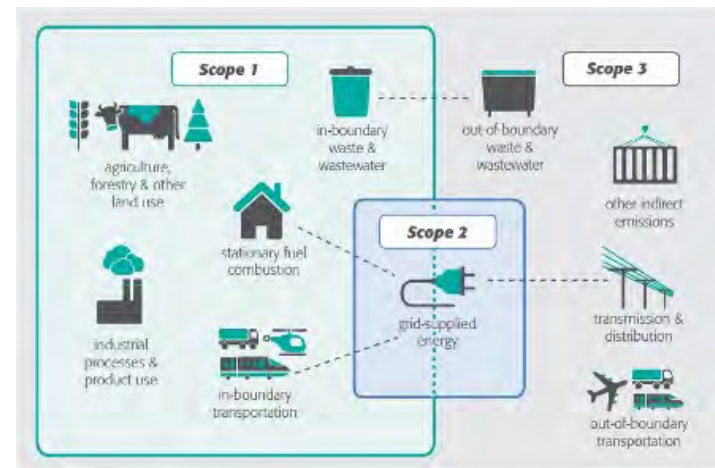 Scope 1
Scope 3
in-boundary
waste &
wastewater
out-of-boundary
waste &
wastewater
agriculture,
forestry & other
land use
other indirect
emissions
Scope 2
stationary fuel
combustion
grid-supplied
energy
transmission &
distribution
industrial
processes &
product use
in-boundary
transportation
out-of-boundary
transportation